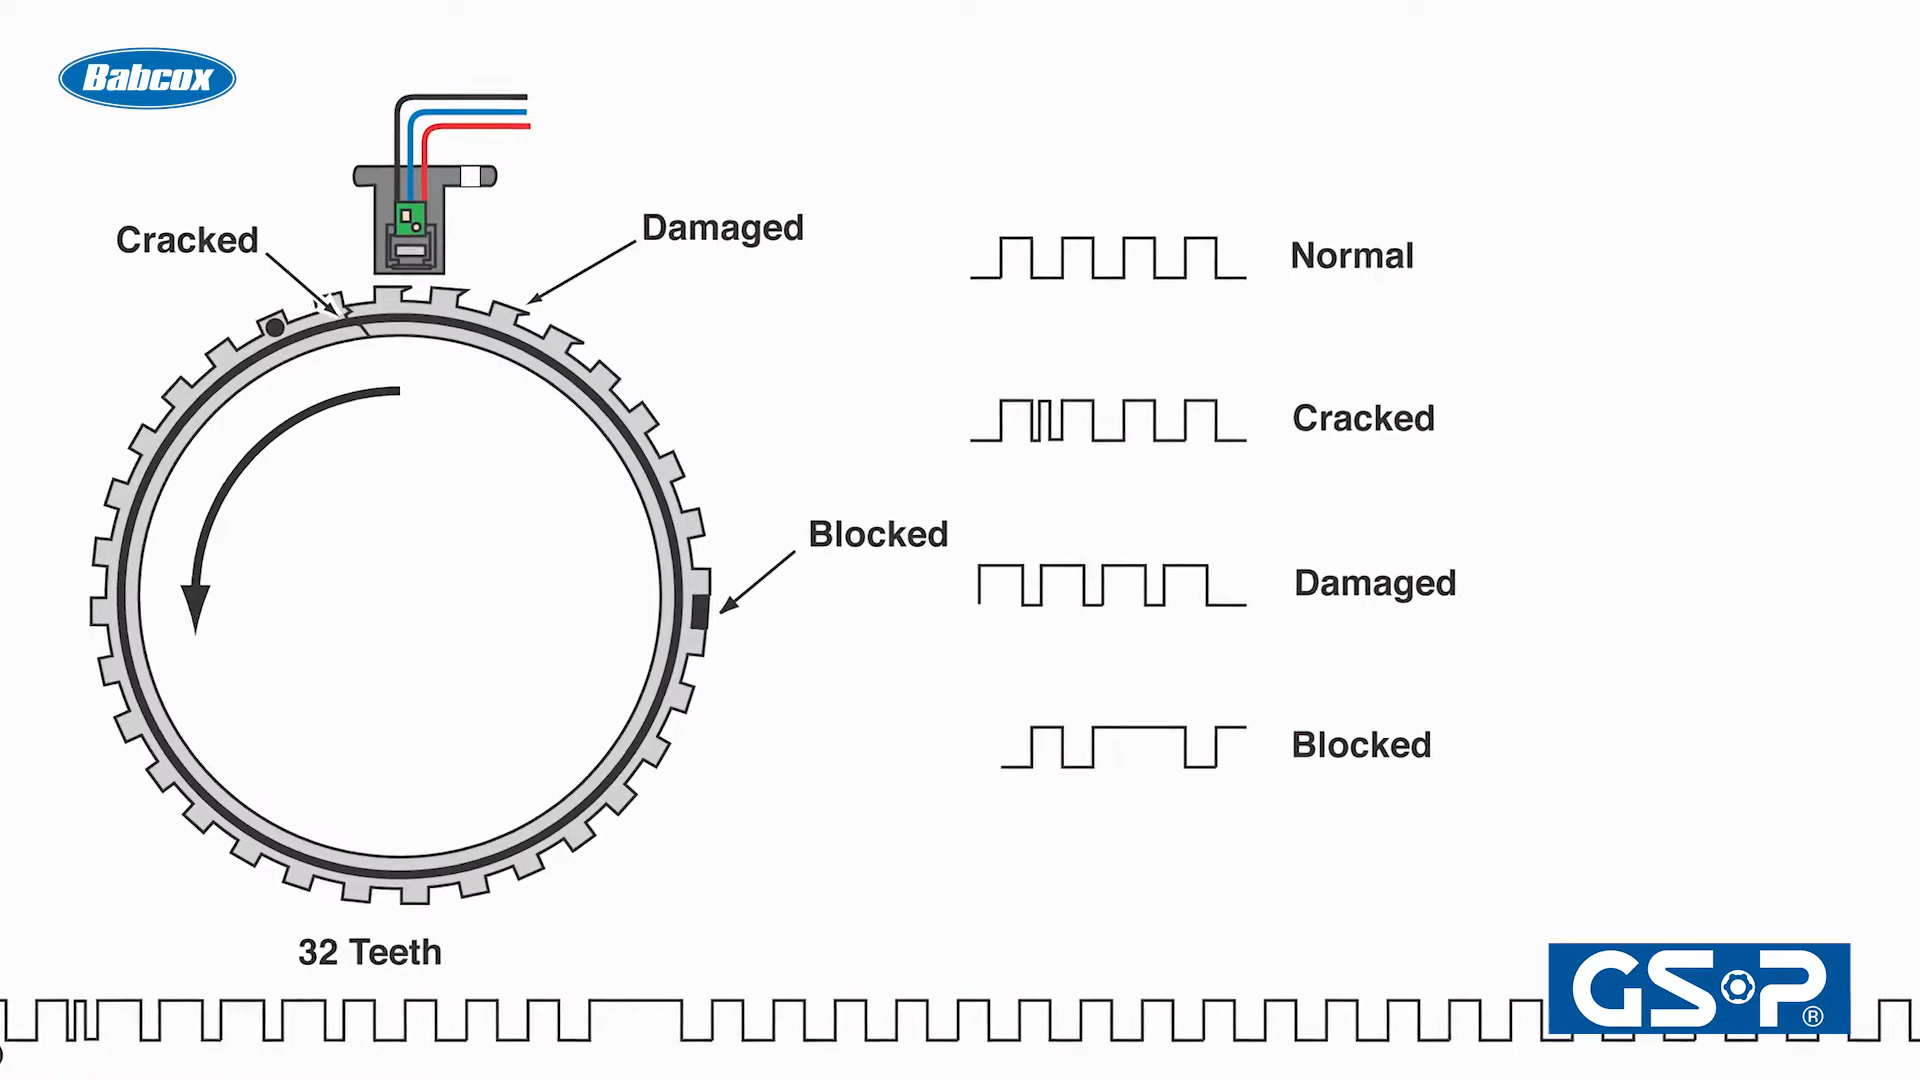 Babcox
Cracked
Damaged
Normal
Cracked
Blocked
Damaged
Blocked
32 Teeth
GSP®